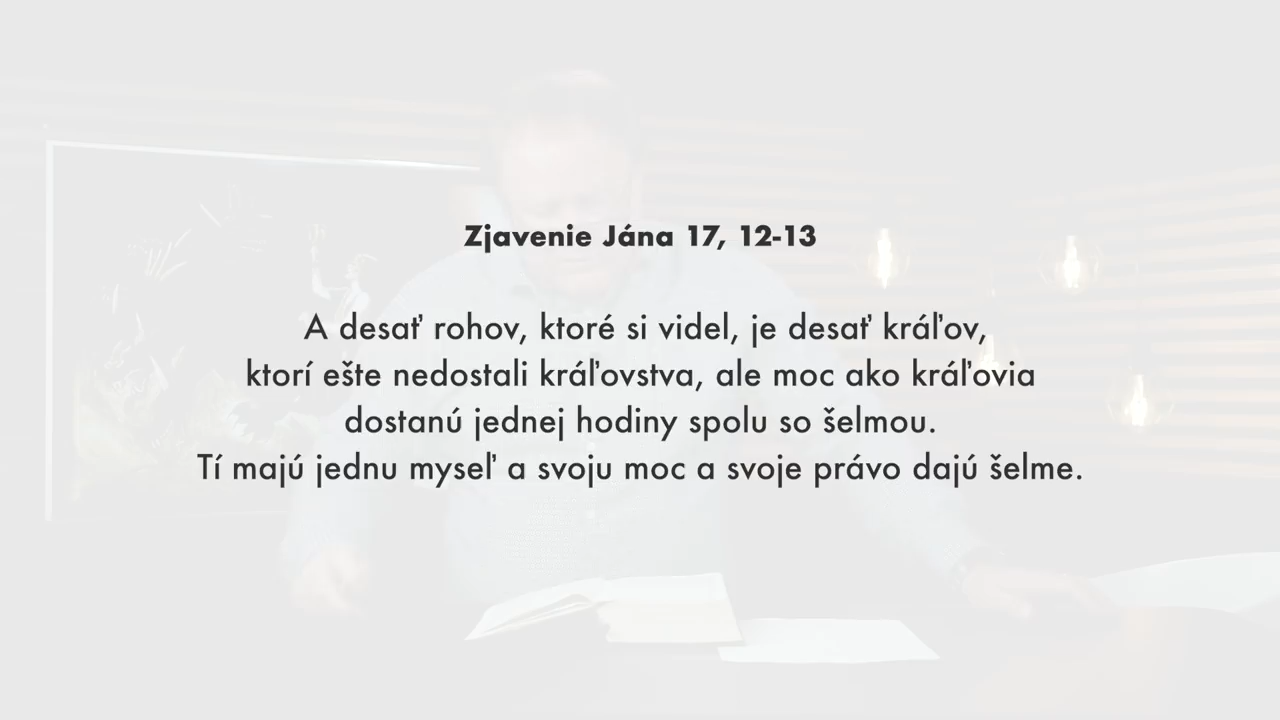 Zjavenie Jána 17, 12-13
A desať rohov, ktoré si videl, je desať kráľov,
ktorí ešte nedostali kráľovstva, ale moc ako kráľovia
dostanú jednej hodiny spolu so šelmou.
Tí majú jednu myseľ a svoju moc a svoje právo dajú šelme.